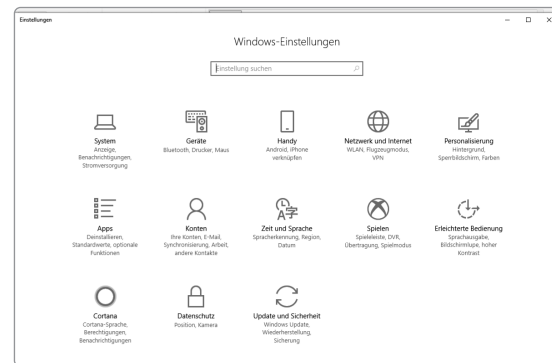 Einstellungen
Windows-Einstellungen
Einstellung suchen
System
Anzeige,
Benachrichtigungen,
Stromversorgung
Geräte
Bluetooth, Drucker, Maus
Handy
Android, iPhone
verknüpfen
Netzwerk und Internet
WLAN, Flugzeugmodus,
VPN
Personalisierung
Hintergrund,
Sperrbildschirm, Farben
Apps
Deinstallieren,
Standardwerte, optionale
Funktionen
Konten
Ihre Konten, E-Mail,
Synchronisierung, Arbeit,
andere Kontakte
Zeit und Sprache
Spracherkennung, Region,
Datum
Spielen
Spieleleiste, DVR,
Übertragung, Spielmodus
Erleichterte Bedienung
Sprachausgabe,
Bildschirmlupe, hoher
Kontrast
Cortana
Cortana-Sprache,
Berechtigungen,
Benachrichtigungen
Datenschutz
Position, Kamera
Update und Sicherheit
Windows Update,
Wiederherstellung,
Sicherung